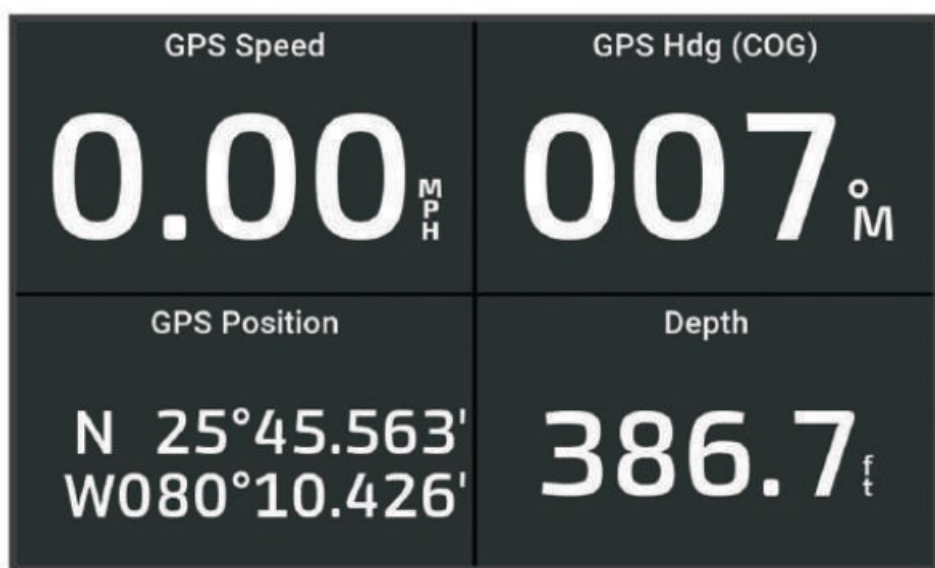 GPS Speed
0.00 MPH
GPS Hdg (COG)
007°M
GPS Position
N 25°45.563'
W080°10.426'
Depth
386.7 ft